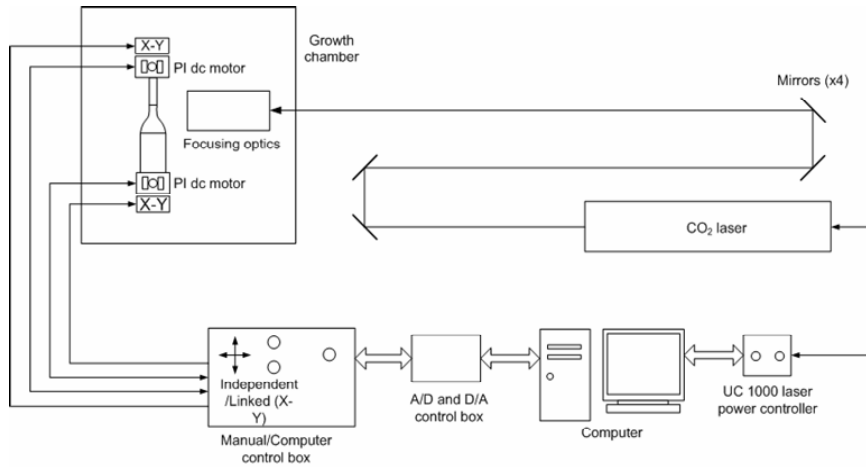 X-Y
Growth
chamber
PI dc motor
Mirrors (x4)
Focusing optics
PI dc motor
X-Y
CO₂ laser
Independent
/Linked (X-
Y)
Manual/Computer
control box
A/D and D/A
control box
Computer
UC 1000 laser
power controller